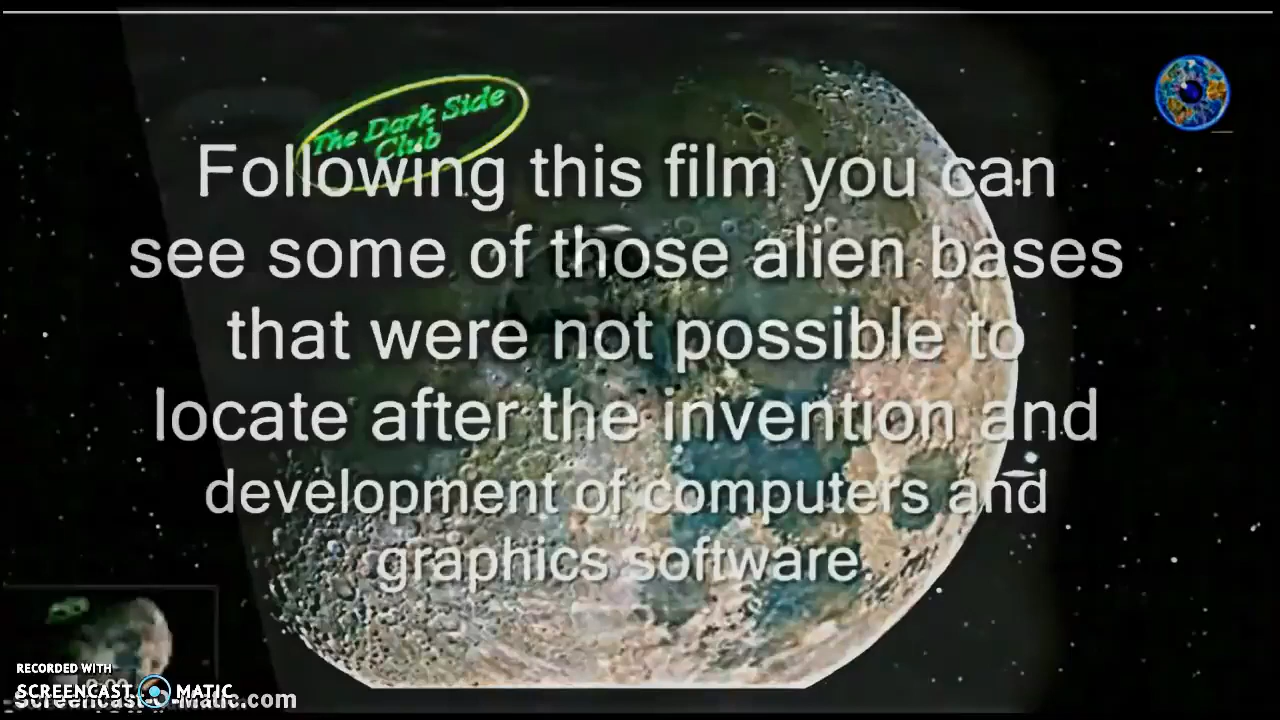 The Dark Side
Club
Following this film you can
see some of those alien bases
that were not possible to
locate after the invention and
development of computers and
graphics software.
RECORDED WITH
SCREENCAST MATIC
Screencast-O-Matic.com